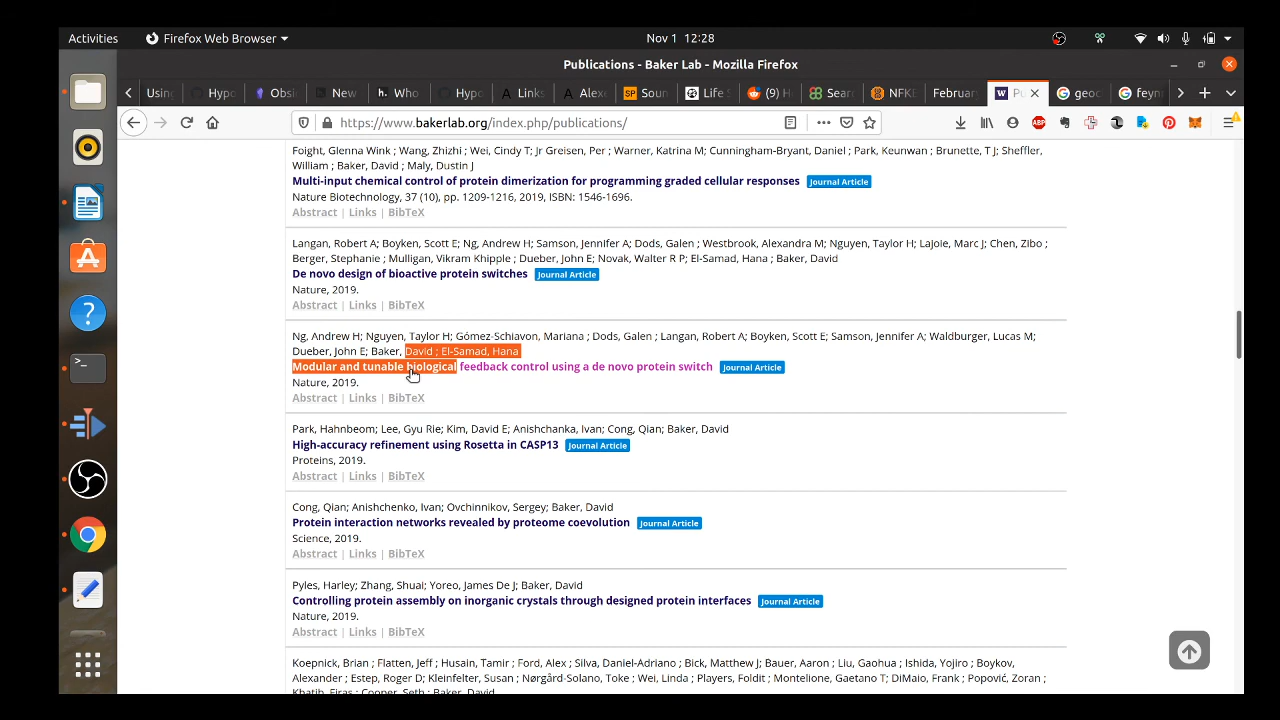 Activities
Firefox Web Browser
Nov 1 12:28
Publications - Baker Lab - Mozilla Firefox
Using
Hypo
Obsi
New
Who
Hypo
Links
Alex
SP
Soun
Life S
(9) H
Sear
NFKB
Februar
Pu
geoc
feyn
https://www.bakerlab.org/index.php/publications/
ABP
Foight, Glenna Wink ; Wang, Zhizhi ; Wei, Cindy T; Jr Greisen, Per ; Warner, Katrina M; Cunningham-Bryant, Daniel ; Park, Keunwan ; Brunette, T J; Sheffler,
William ; Baker, David ; Maly, Dustin J
Multi-input chemical control of protein dimerization for programming graded cellular responses Journal Article
Nature Biotechnology, 37 (10), pp. 1209-1216, 2019, ISBN: 1546-1696.
Abstract | Links | BibTeX
Langan, Robert A; Boyken, Scott E; Ng, Andrew H; Samson, Jennifer A; Dods, Galen ; Westbrook, Alexandra M; Nguyen, Taylor H; Lajoie, Marc J; Chen, Zibo ;
Berger, Stephanie ; Mulligan, Vikram Khipple ; Dueber, John E; Novak, Walter R P; El-Samad, Hana ; Baker, David
De novo design of bioactive protein switches Journal Article
Nature, 2019.
Abstract | Links | BibTeX
Ng, Andrew H; Nguyen, Taylor H; Gómez-Schiavon, Mariana ; Dods, Galen ; Langan, Robert A; Boyken, Scott E; Samson, Jennifer A; Waldburger, Lucas M;
Dueber, John E; Baker, David ; El-Samad, Hana
Modular and tunable biological feedback control using a de novo protein switch Journal Article
Nature, 2019.
Abstract | Links | BibTeX
Park, Hahnbeom; Lee, Gyu Rie; Kim, David E; Anishchanka, Ivan; Cong, Qian; Baker, David
High-accuracy refinement using Rosetta in CASP13 Journal Article
Proteins, 2019.
Abstract | Links | BibTeX
Cong, Qian; Anishchenko, Ivan; Ovchinnikov, Sergey; Baker, David
Protein interaction networks revealed by proteome coevolution Journal Article
Science, 2019.
Abstract | Links | BibTeX
Pyles, Harley; Zhang, Shuai; Yoreo, James De J; Baker, David
Controlling protein assembly on inorganic crystals through designed protein interfaces Journal Article
Nature, 2019.
Abstract | Links | BibTeX
Koepnick, Brian ; Flatten, Jeff ; Husain, Tamir ; Ford, Alex ; Silva, Daniel-Adriano ; Bick, Matthew J; Bauer, Aaron ; Liu, Gaohua ; Ishida, Yojiro ; Boykov,
Alexander ; Estep, Roger D; Kleinfelter, Susan ; Nørgård-Solano, Toke ; Wei, Linda ; Players, Foldit ; Montelione, Gaetano T; DiMaio, Frank ; Popović, Zoran ;
Khatib, Firas ; Cooper, Seth ; Baker, David